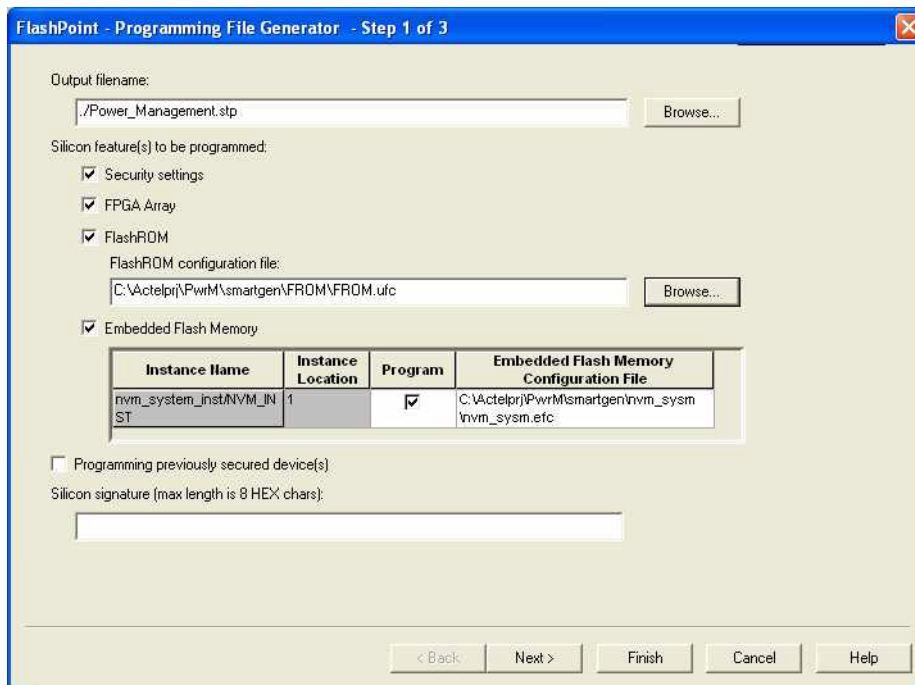 FlashPoint - Programming File Generator - Step 1 of 3
Output filename:
./Power_Management.stp
Browse...
Silicon feature(s) to be programmed:
Security settings
FPGA Array
FlashROM
FlashROM configuration file:
C:\Actelprj\PwrM\smartgen\FROM\FROM.ufc
Browse...
Embedded Flash Memory
Instance Name
Instance
Location
Program
Embedded Flash Memory
Configuration File
nvm_system_inst/NVM_IN
ST
1
C:\Actelprj\PwrM\smartgen\nvm_sysm
\nvm_sysm.efc
Programming previously secured device(s)
Silicon signature (max length is 8 HEX chars):
< Back
Next >
Finish
Cancel
Help